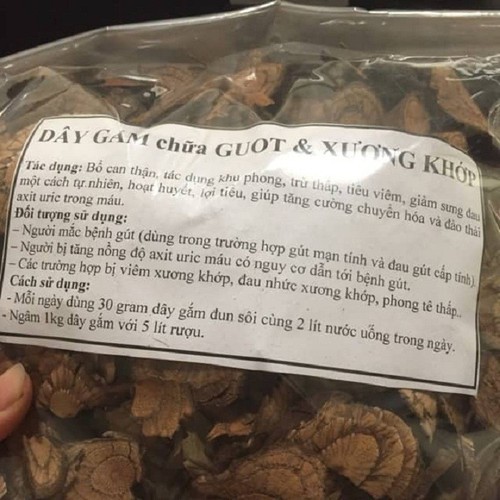 DÂY GẮM chữa GUOT & XƯƠNG KHỚP
Tác dụng: Bổ can thận, tác dụng khu phong, trừ thấp, tiêu viêm, giảm sưng đau
một cách tự nhiên, hoạt huyết, lợi tiểu, giúp tăng cường chuyển hóa và đào thải
axit uric trong máu.
Đối tượng sử dụng:
- Người mắc bệnh gút (dùng trong trường hợp gút mạn tính và đau gút cấp tính).
- Người bị tăng nồng độ axit uric máu có nguy cơ dẫn tới bệnh gút.
- Các trường hợp bị viêm xương khớp, đau nhức xương khớp, phong tê thấp..
Cách sử dụng:
- Mỗi ngày dùng 30 gram dây gắm đun sôi cùng 2 lít nước uống trong ngày.
- Ngâm 1kg dây gắm với 5 lít rượu.